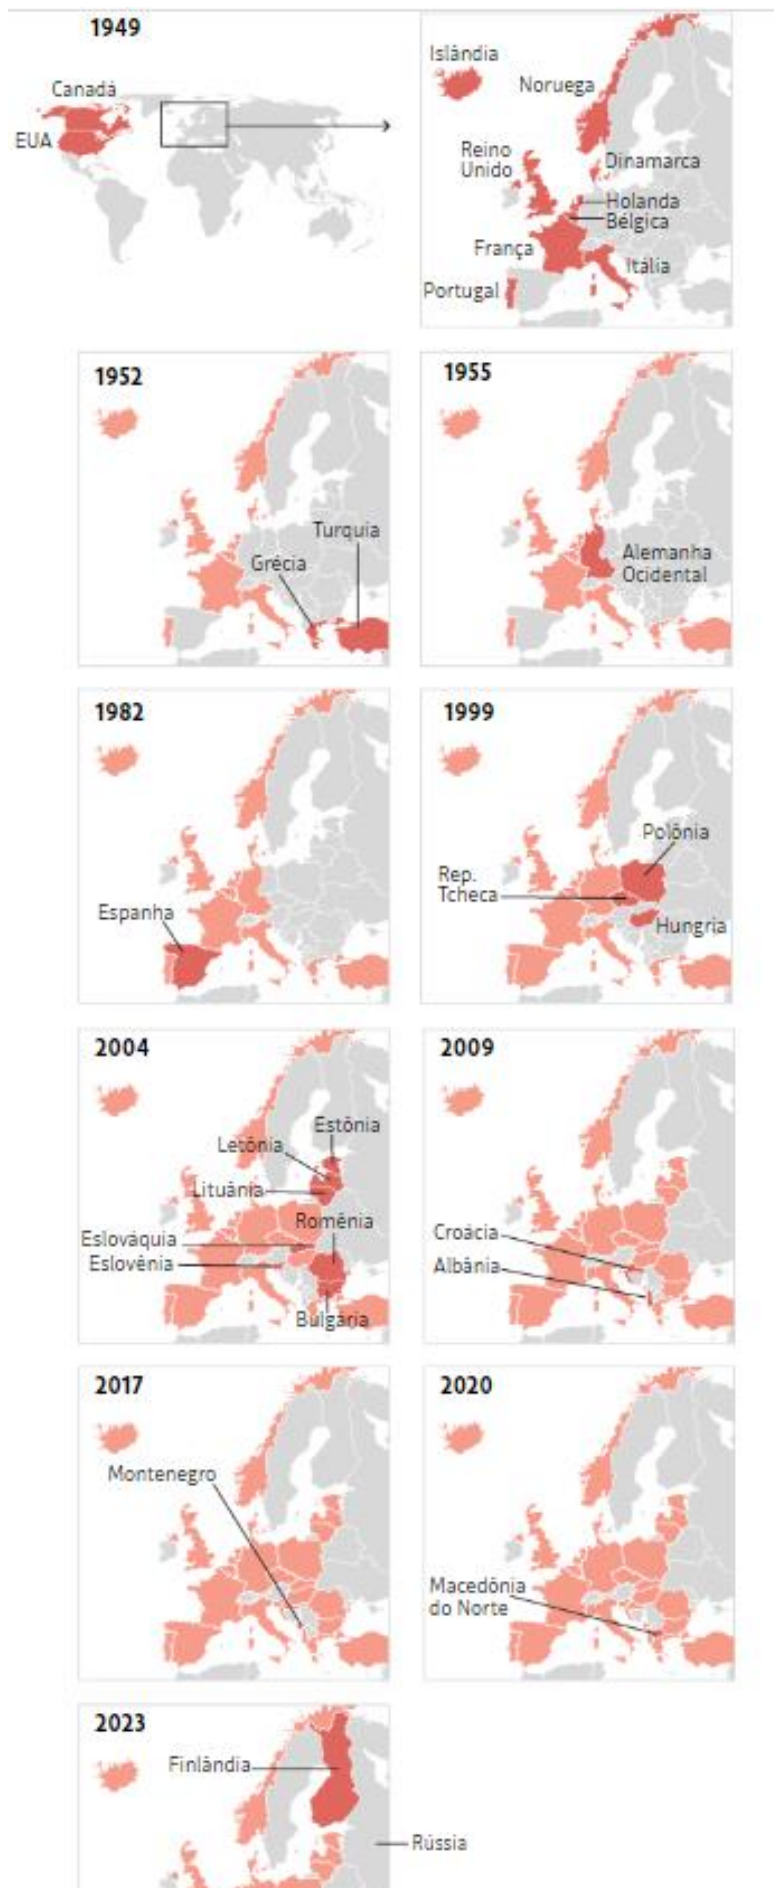 1949
Canadá
EUA
Islândia
Noruega
Reino
Unido
Dinamarca
Holanda
Bélgica
França
Itália
Portugal
1952
Turquia
Grécia
1955
Alemanha
Ocidental
1982
Espanha
1999
Polônia
Rep.
Tcheca
Hungria
2004
Estônia
Letônia
Lituânia
Romênia
Eslováquia
Eslovênia
Bulgária
2009
Croácia
Albânia
2017
Montenegro
2020
Macedônia
do Norte
2023
Finlândia
Rússia